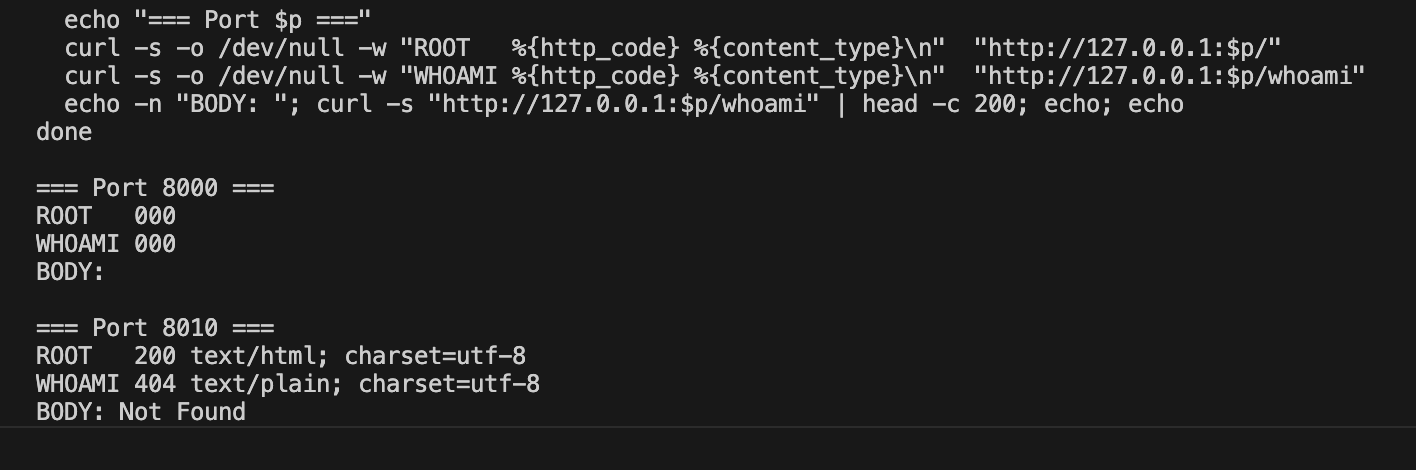 echo "=== Port $p ==="
curl -s -o /dev/null -w "ROOT   %{http_code} %{content_type}\n"  "http://127.0.0.1:$p/"
curl -s -o /dev/null -w "WHOAMI %{http_code} %{content_type}\n"  "http://127.0.0.1:$p/whoami"
echo -n "BODY: "; curl -s "http://127.0.0.1:$p/whoami" | head -c 200; echo; echo
done
=== Port 8000 ===
ROOT   000
WHOAMI 000
BODY:
=== Port 8010 ===
ROOT   200 text/html; charset=utf-8
WHOAMI 404 text/plain; charset=utf-8
BODY: Not Found